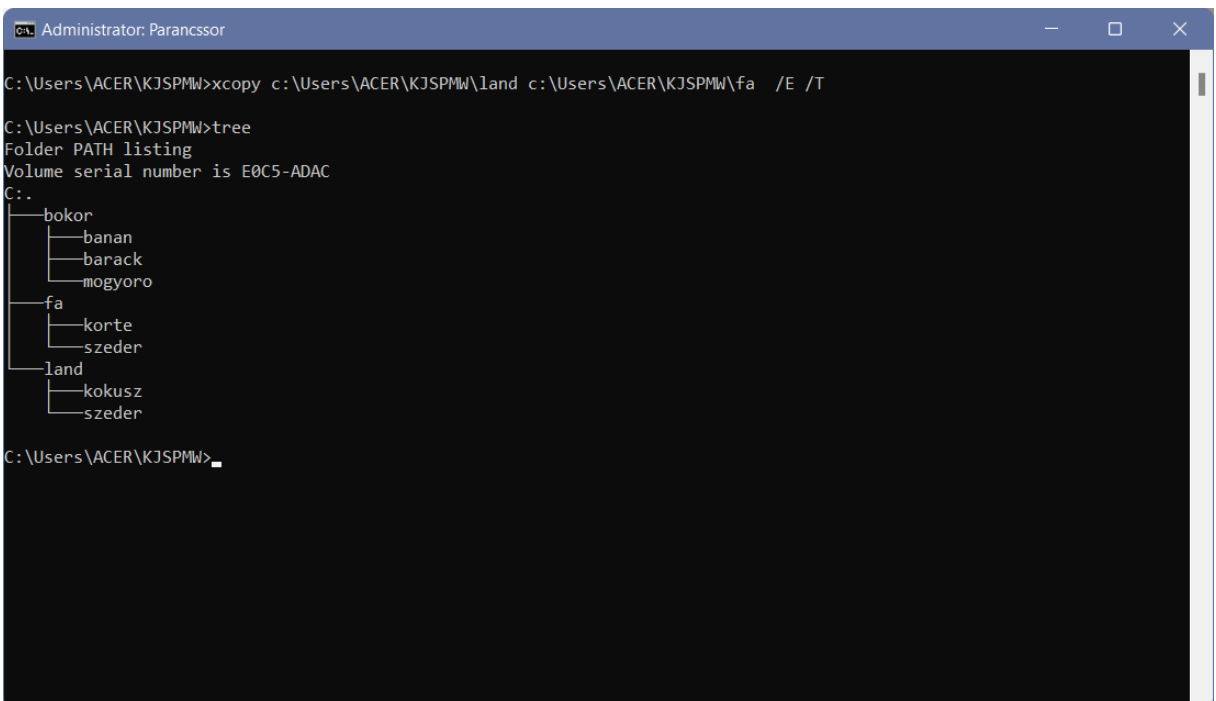 Administrator: Parancssor
C:\Users\ACER\KJSPMW>xcopy c:\Users\ACER\KJSPMW\land c:\Users\ACER\KJSPMW\fa  /E /T
C:\Users\ACER\KJSPMW>tree
Folder PATH listing
Volume serial number is E0C5-ADAC
C:.
├───bokor
│   ├───banan
│   ├───barack
│   └───mogyoro
├───fa
│   ├───korte
│   └───szeder
└───land
    ├───kokusz
    └───szeder
C:\Users\ACER\KJSPMW>